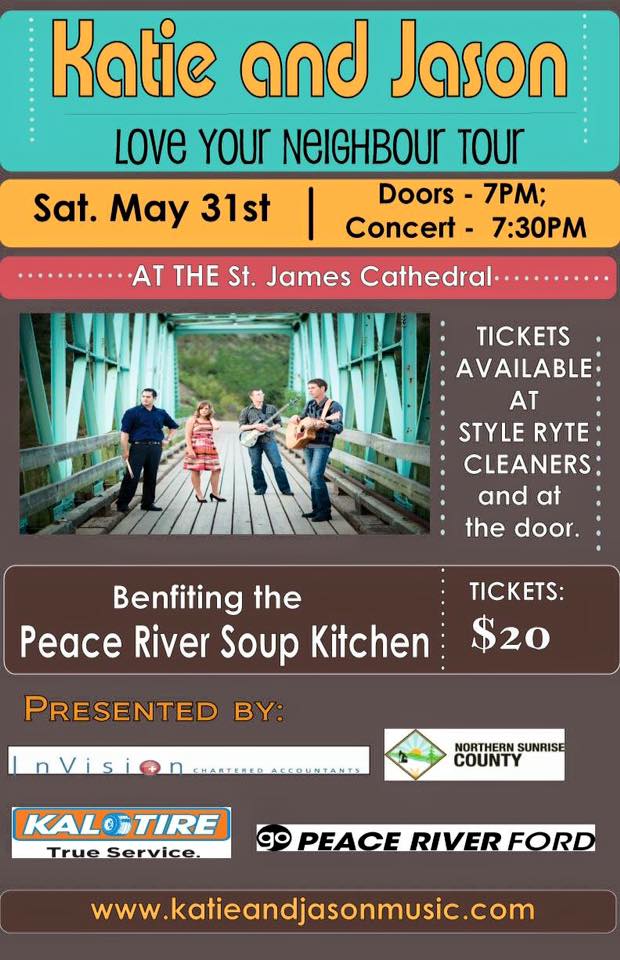 Katie and Jason
Love Your Neighbour Tour
Sat. May 31st
Doors - 7PM;
Concert - 7:30PM
AT THE St. James Cathedral
TICKETS
AVAILABLE
AT
STYLE RYTE
CLEANERS
and at
the door.
Benfiting the
Peace River Soup Kitchen
TICKETS:
$20
Presented by:
InVision CHARTERED ACCOUNTANTS
NORTHERN SUNRISE
COUNTY
KAL TIRE
True Service.
go PEACE RIVER FORD
www.katieandjasonmusic.com